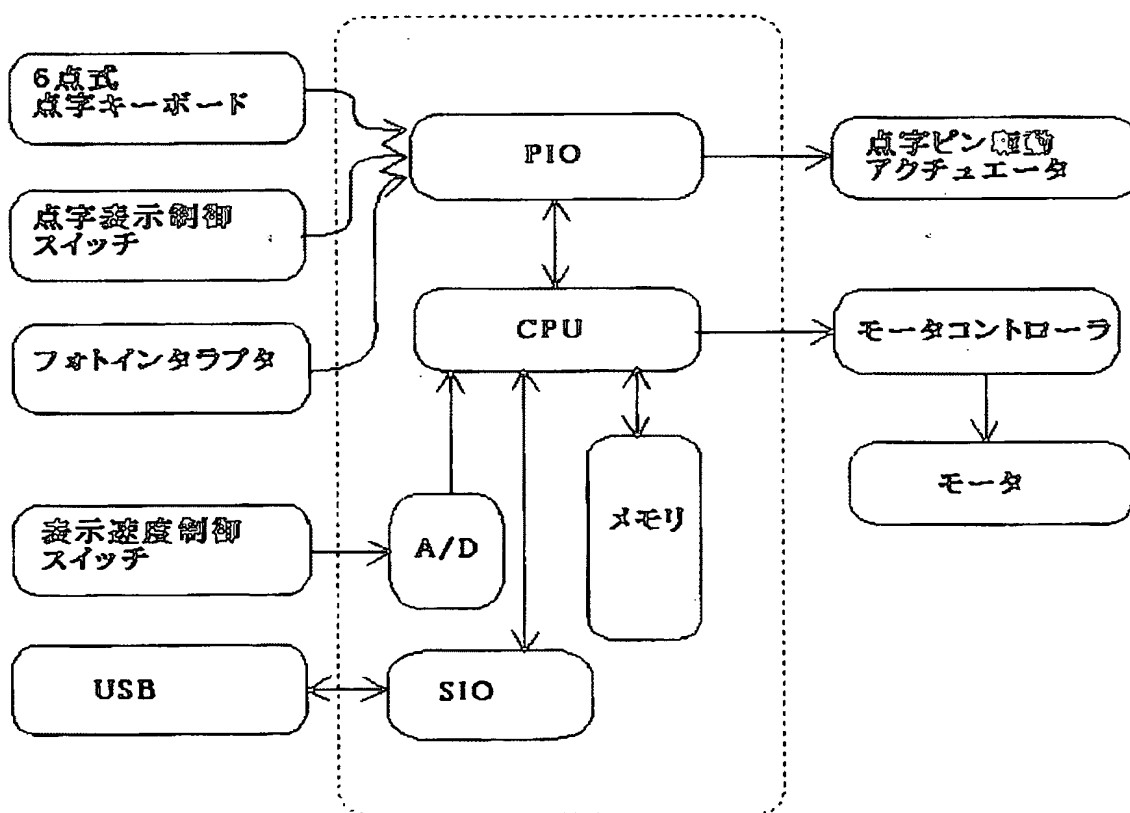 6点式
点字キーボード
PIO
点字ピン駆動
アクチュエータ
点字表示制御
スイッチ
CPU
モータコントローラ
フォトインタラプタ
モータ
メモリ
表示速度制御
スイッチ
A/D
USB
SIO